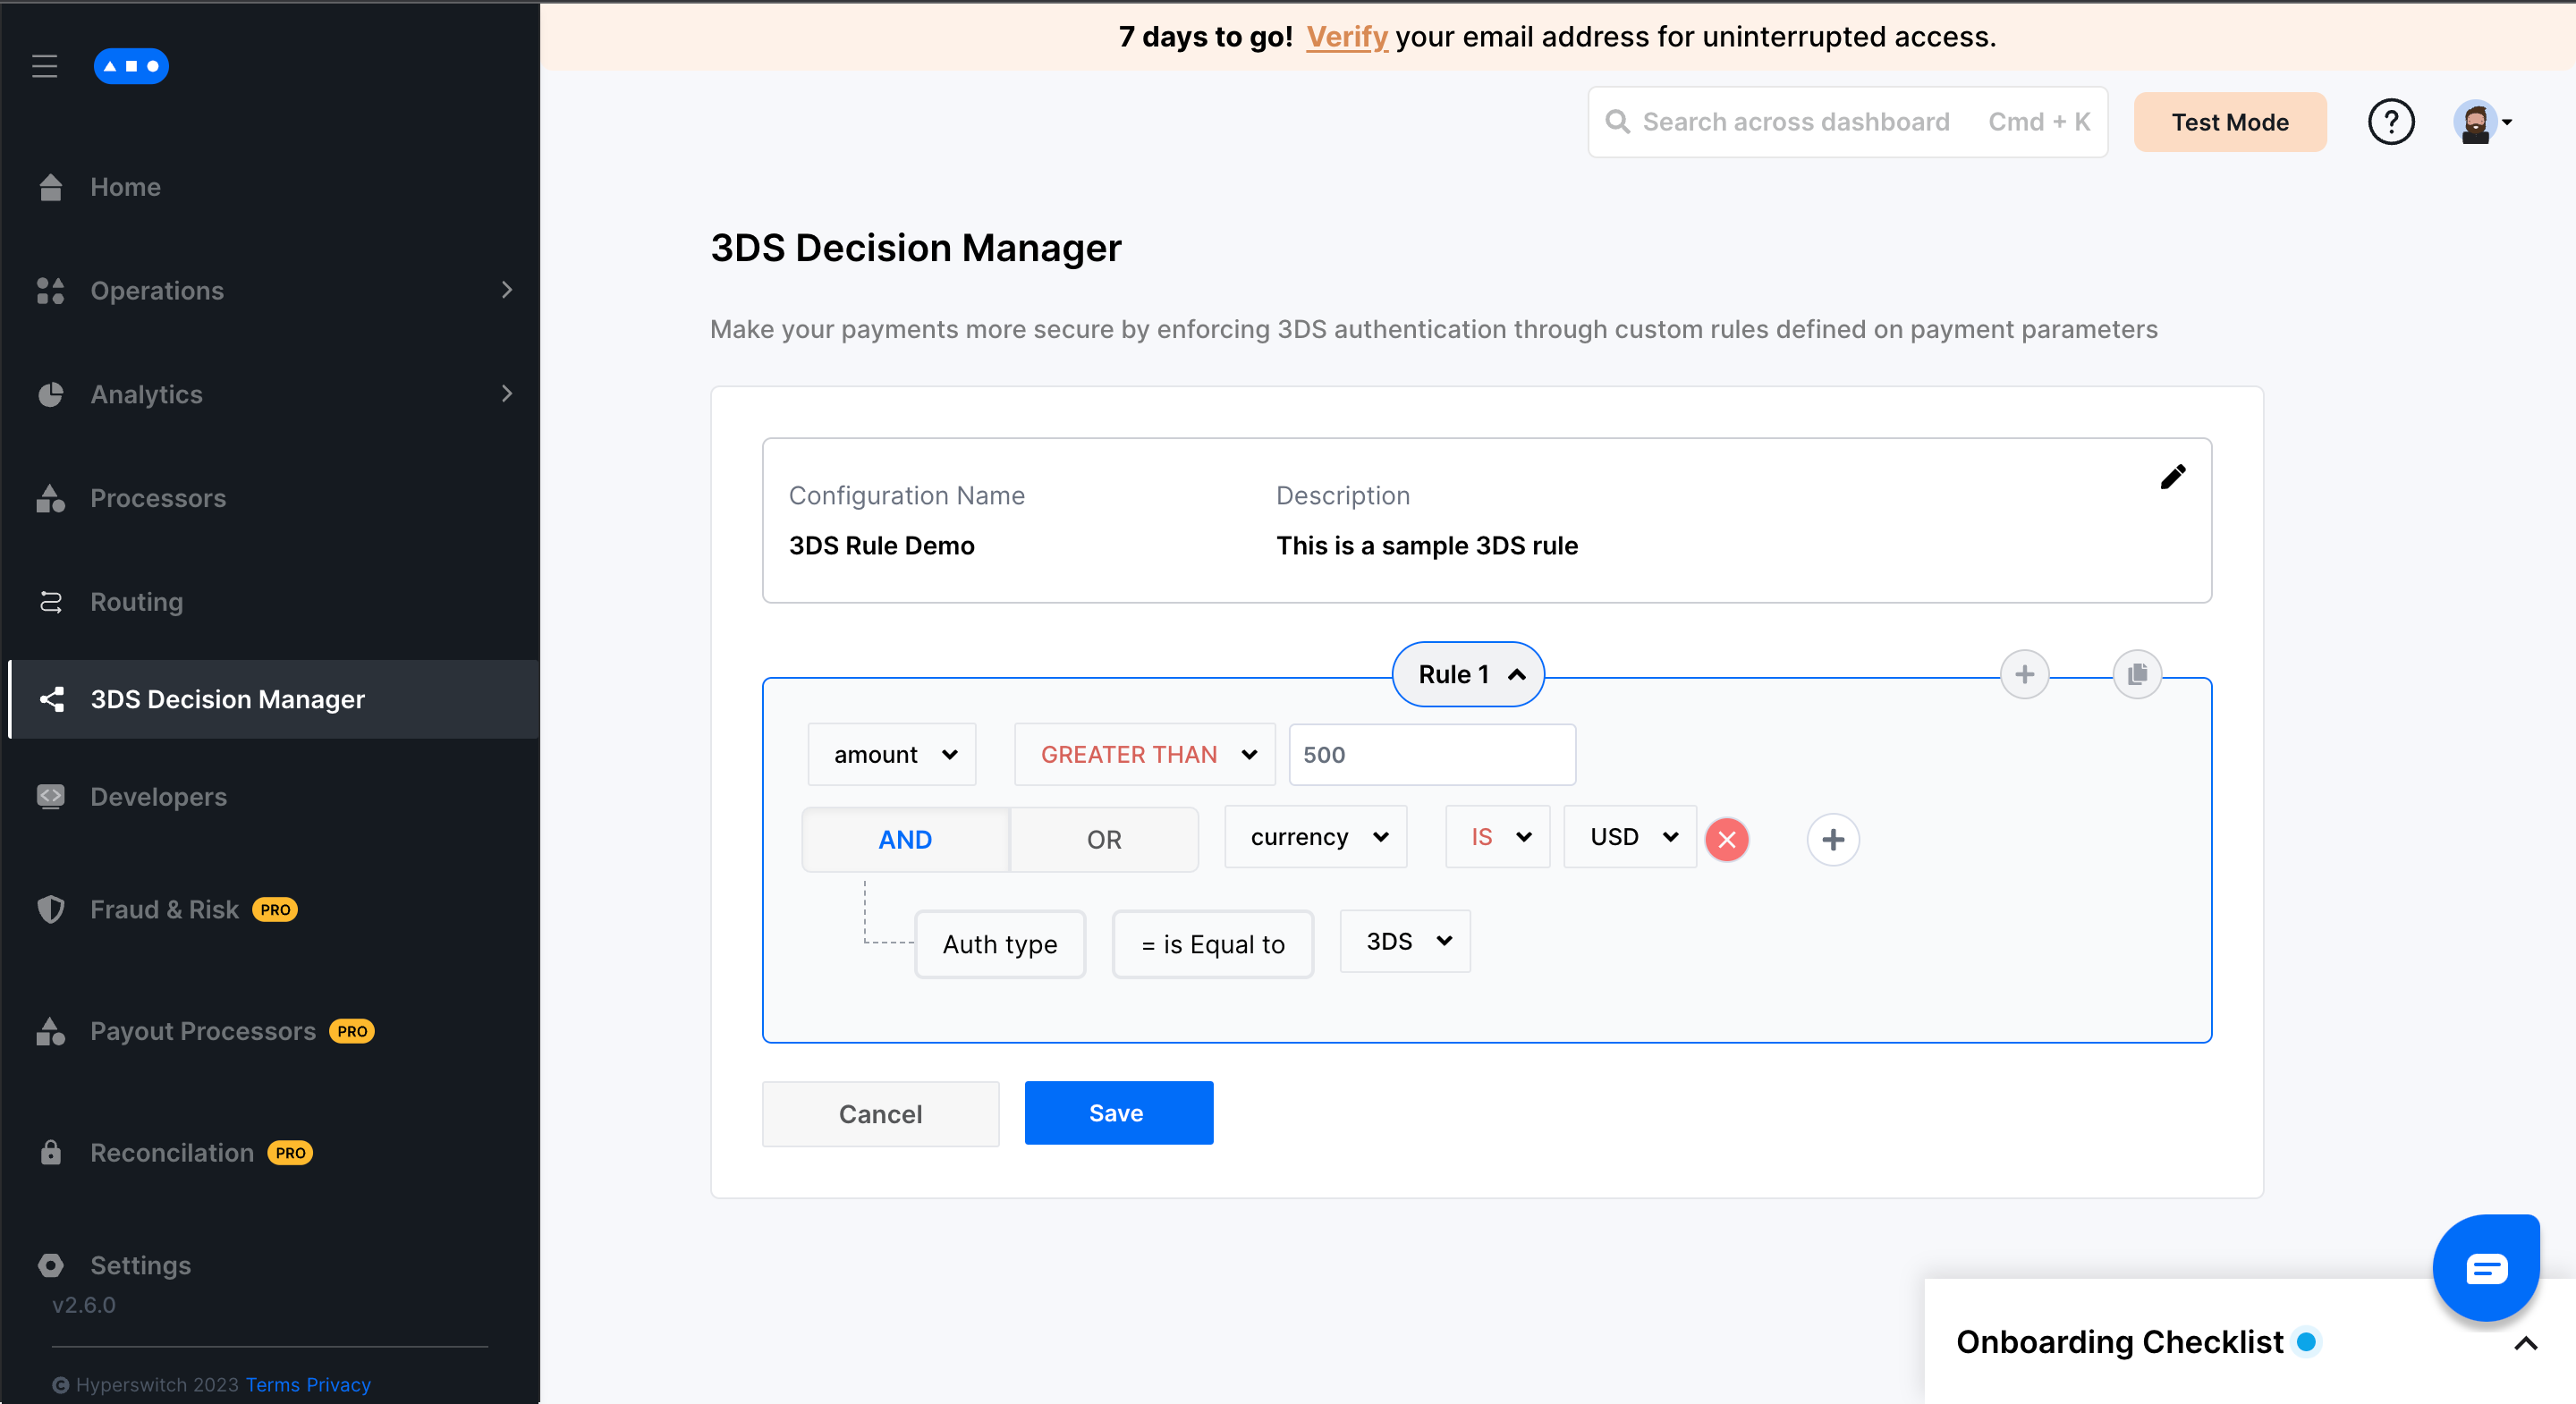 7 days to go! Verify your email address for uninterrupted access.
Search across dashboard Cmd + K
Test Mode
?
Home
Operations
Analytics
Processors
Routing
3DS Decision Manager
Developers
Fraud & Risk PRO
Payout Processors PRO
Reconcilation PRO
Settings
v2.6.0
© Hyperswitch 2023 Terms Privacy
3DS Decision Manager
Make your payments more secure by enforcing 3DS authentication through custom rules defined on payment parameters
Configuration Name Description
3DS Rule Demo This is a sample 3DS rule
Rule 1
amount GREATER THAN 500
AND OR currency IS USD
Auth type = is Equal to 3DS
Cancel Save
Onboarding Checklist